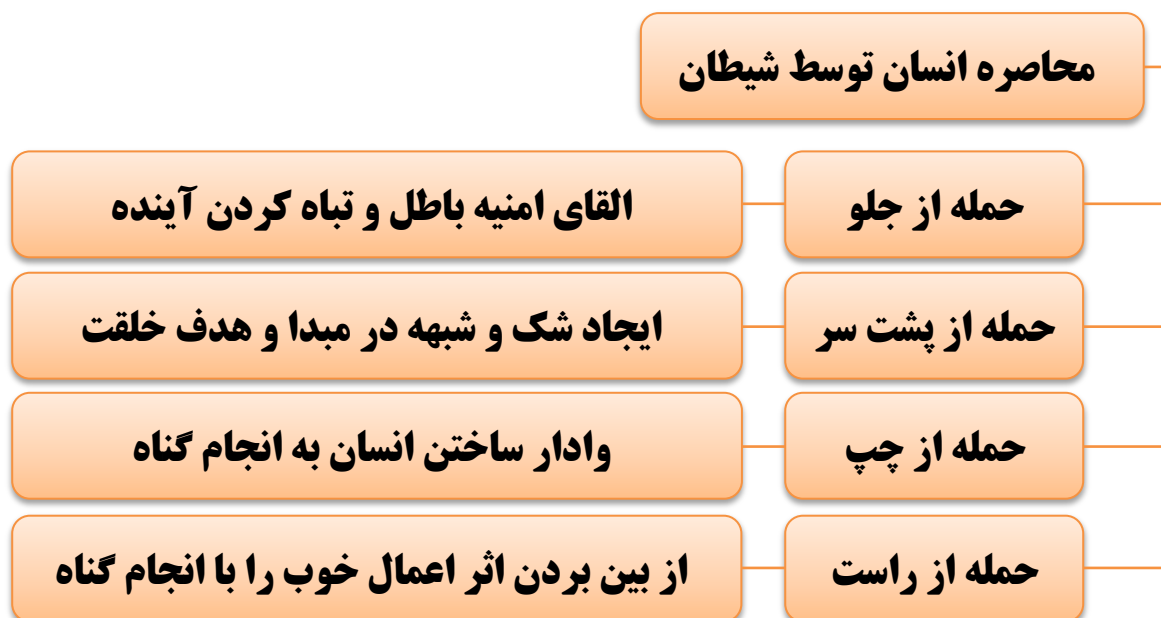 محاصره انسان توسط شیطان
حمله از جلو
القای امنیه باطل و تباه کردن آینده
حمله از پشت سر
ایجاد شک و شبهه در مبدا و هدف خلقت
حمله از چپ
وادار ساختن انسان به انجام گناه
حمله از راست
از بین بردن اثر اعمال خوب را با انجام گناه